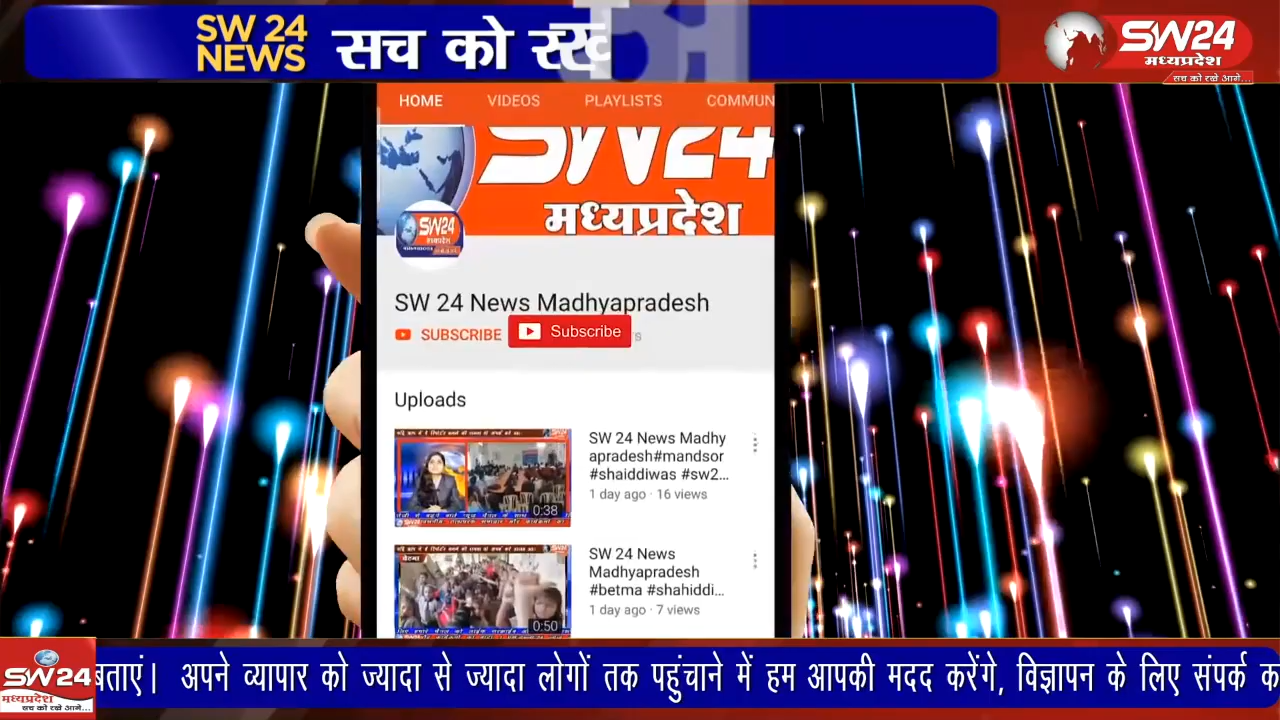 SW 24
NEWS
सच को रख
SW24
मध्यप्रदेश
सच को रखे आगे...
HOME VIDEOS PLAYLISTS COMMUN
SW24
मध्यप्रदेश
SW24
SW 24 News Madhyapradesh
SUBSCRIBE Subscribe s
Uploads
SW 24 News Madhy
apradesh#mandsor
#shaiddiwas #sw2...
1 day ago · 16 views
0:38
SW 24 News
Madhyapradesh
#betma #shahiddi...
1 day ago · 7 views
बेटमा
0:50
SW24
मध्यप्रदेश
सच को रखे आगे...
बताएं। अपने व्यापार को ज्यादा से ज्यादा लोगों तक पहुंचाने में हम आपकी मदद करेंगे, विज्ञापन के लिए संपर्क क